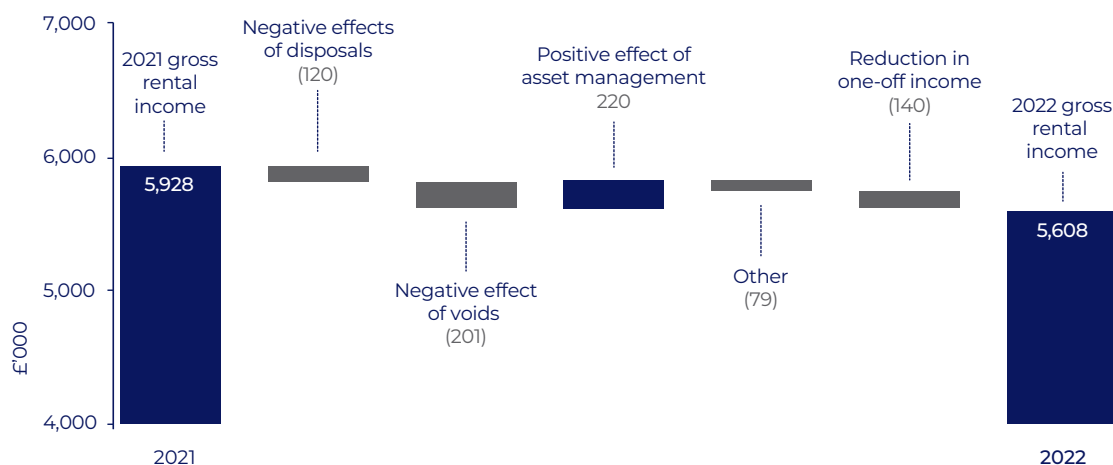 7,000
6,000
5,000
4,000
£'000
2021 gross
rental
income
5,928
2021
Negative effects
of disposals
(120)
Negative effect
of voids
(201)
Positive effect of
asset management
220
Other
(79)
Reduction in
one-off income
(140)
2022 gross
rental
income
5,608
2022